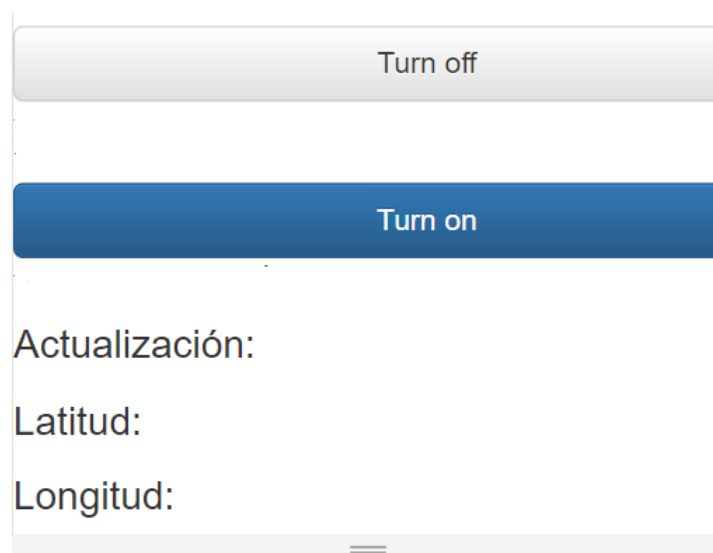 Turn off
Turn on
Actualización:
Latitud:
Longitud: